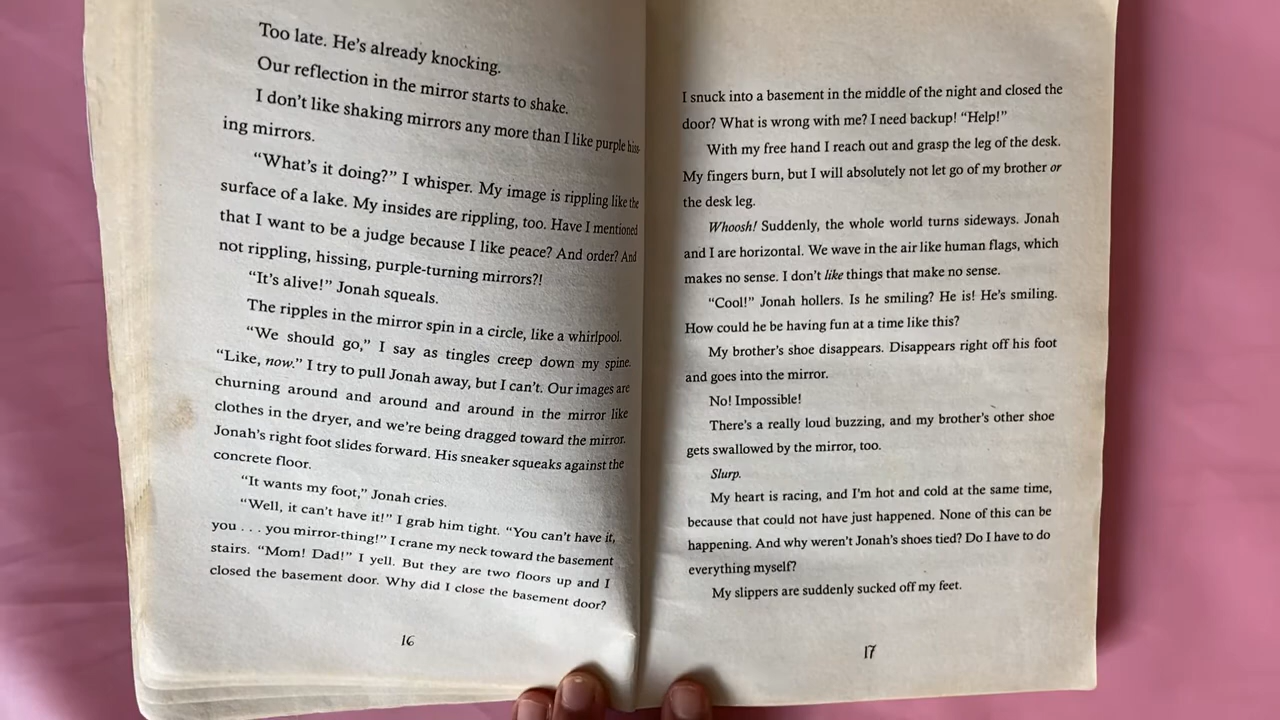 Too late. He's already knocking.
Our reflection in the mirror starts to shake.
I don't like shaking mirrors any more than I like purple hiss-
ing mirrors.
“What's it doing?” I whisper. My image is rippling like the
surface of a lake. My insides are rippling, too. Have I mentioned
that I want to be a judge because I like peace? And order? And
not rippling, hissing, purple-turning mirrors?!
“It's alive!” Jonah squeals.
The ripples in the mirror spin in a circle, like a whirlpool.
“We should go,” I say as tingles creep down my spine.
“Like, now.” I try to pull Jonah away, but I can't. Our images are
churning around and around and around in the mirror like
clothes in the dryer, and we're being dragged toward the mirror.
Jonah's right foot slides forward. His sneaker squeaks against the
concrete floor.
“It wants my foot,” Jonah cries.
“Well, it can't have it!” I grab him tight. “You can't have it,
you . . . you mirror-thing!” I crane my neck toward the basement
stairs. “Mom! Dad!” I yell. But they are two floors up and I
closed the basement door. Why did I close the basement door?
16
I snuck into a basement in the middle of the night and closed the
door? What is wrong with me? I need backup! “Help!”
With my free hand I reach out and grasp the leg of the desk.
My fingers burn, but I will absolutely not let go of my brother or
the desk leg.
Whoosh! Suddenly, the whole world turns sideways. Jonah
and I are horizontal. We wave in the air like human flags, which
makes no sense. I don't like things that make no sense.
“Cool!” Jonah hollers. Is he smiling? He is! He's smiling.
How could he be having fun at a time like this?
My brother's shoe disappears. Disappears right off his foot
and goes into the mirror.
No! Impossible!
There's a really loud buzzing, and my brother's other shoe
gets swallowed by the mirror, too.
Slurp.
My heart is racing, and I'm hot and cold at the same time,
because that could not have just happened. None of this can be
happening. And why weren't Jonah's shoes tied? Do I have to do
everything myself?
My slippers are suddenly sucked off my feet.
17